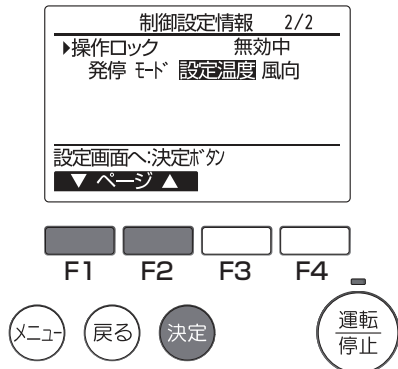 制御設定情報 2/2
▶操作ロック 無効中
発停 ﾓｰﾄﾞ 設定温度 風向
設定画面へ:決定ﾎﾞﾀﾝ
▼ ページ ▲
F1 F2 F3 F4
メニュー 戻る 決定 運転
停止